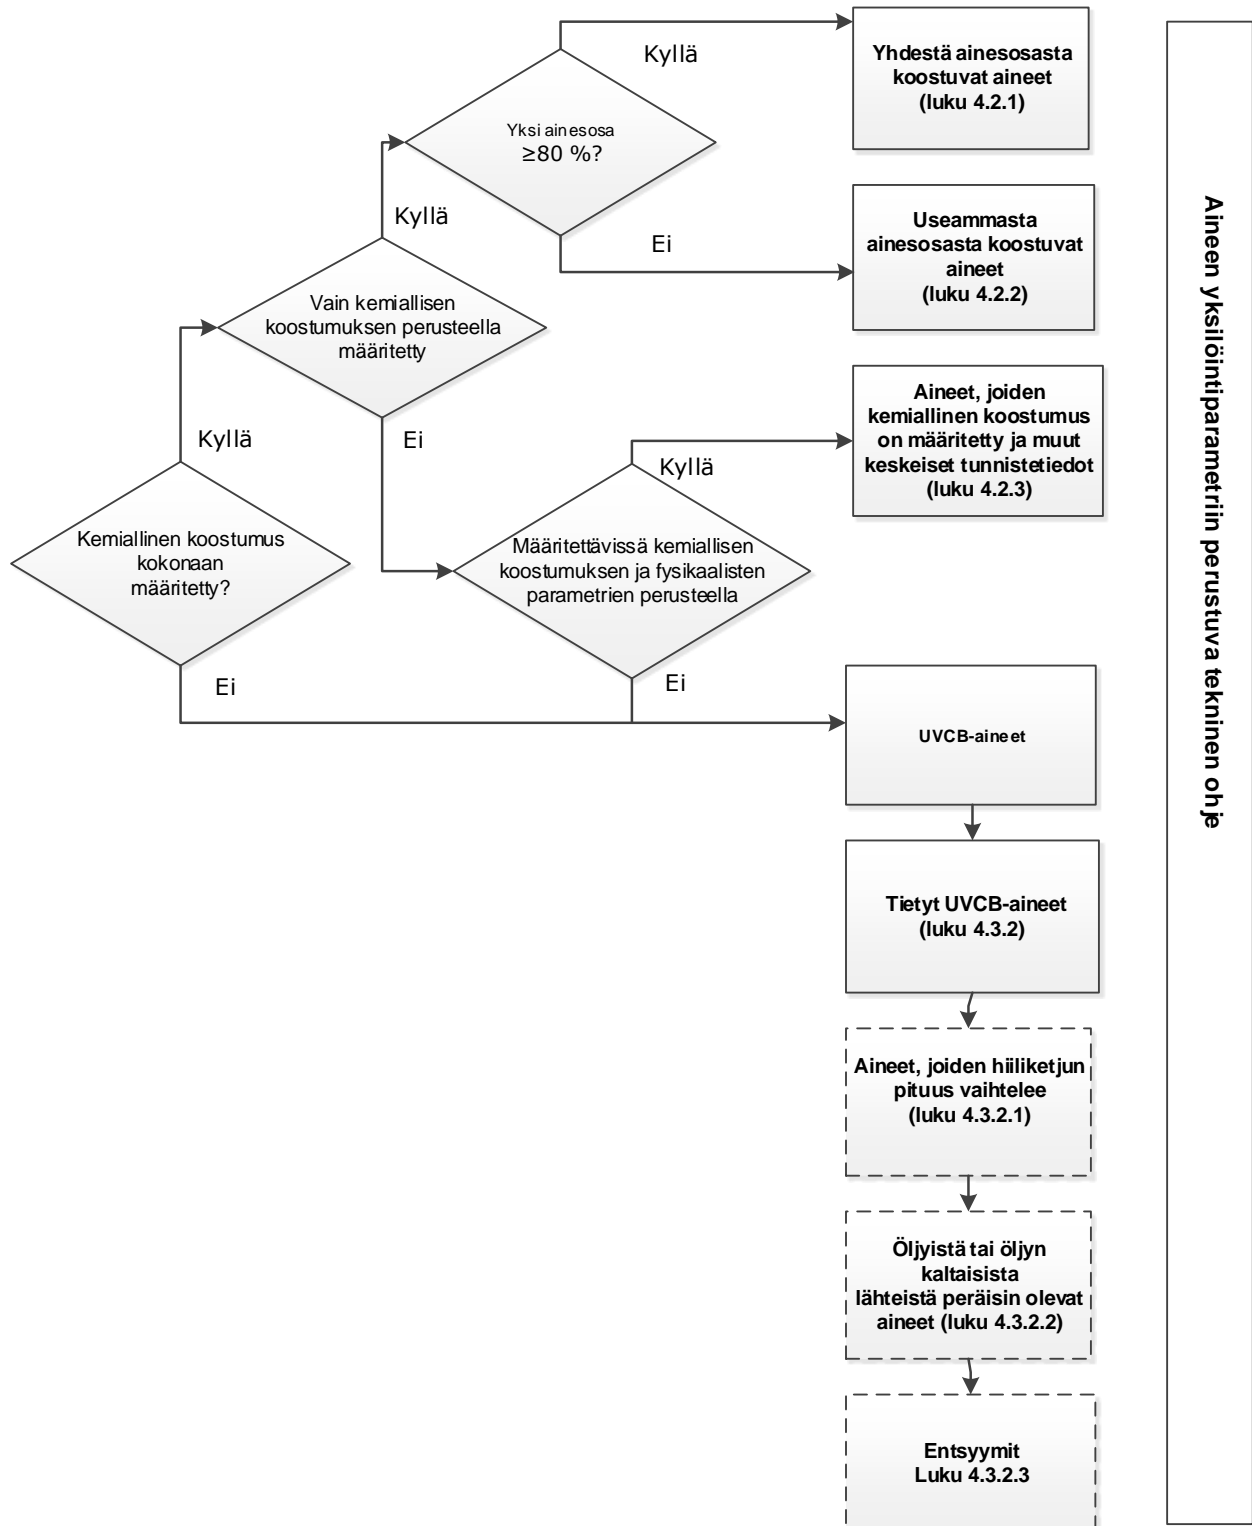 Kyllä
Yhdestä ainesosasta
koostuvat aineet
(luku 4.2.1)
Yksi ainesosa
≥80 %?
Kyllä
Ei
Useammasta
ainesosasta koostuvat
aineet
(luku 4.2.2)
Vain kemiallisen
koostumuksen perusteella
määritetty
Kyllä
Ei
Kyllä
Aineet, joiden
kemiallinen koostumus
on määritetty ja muut
keskeiset tunnistetiedot
(luku 4.2.3)
Kemiallinen koostumus
kokonaan
määritetty?
Määritettävissä kemiallisen
koostumuksen ja fysikaalisten
parametrien perusteella
Ei
Ei
UVCB-aineet
Tietyt UVCB-aineet
(luku 4.3.2)
Aineet, joiden hiiliketjun
pituus vaihtelee
(luku 4.3.2.1)
Öljyistä tai öljyn
kaltaisista
lähteistä peräisin olevat
aineet (luku 4.3.2.2)
Entsyymit
Luku 4.3.2.3
Aineen yksilöintiparametriin perustuva tekninen ohje